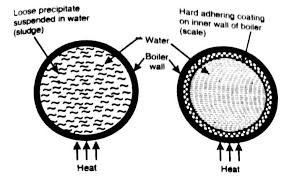 Loose precipitate
suspended in water
(sludge)
Water
Boiler
wall
Hard adhering coating
on inner wall of boiler
(scale)
Heat
Heat